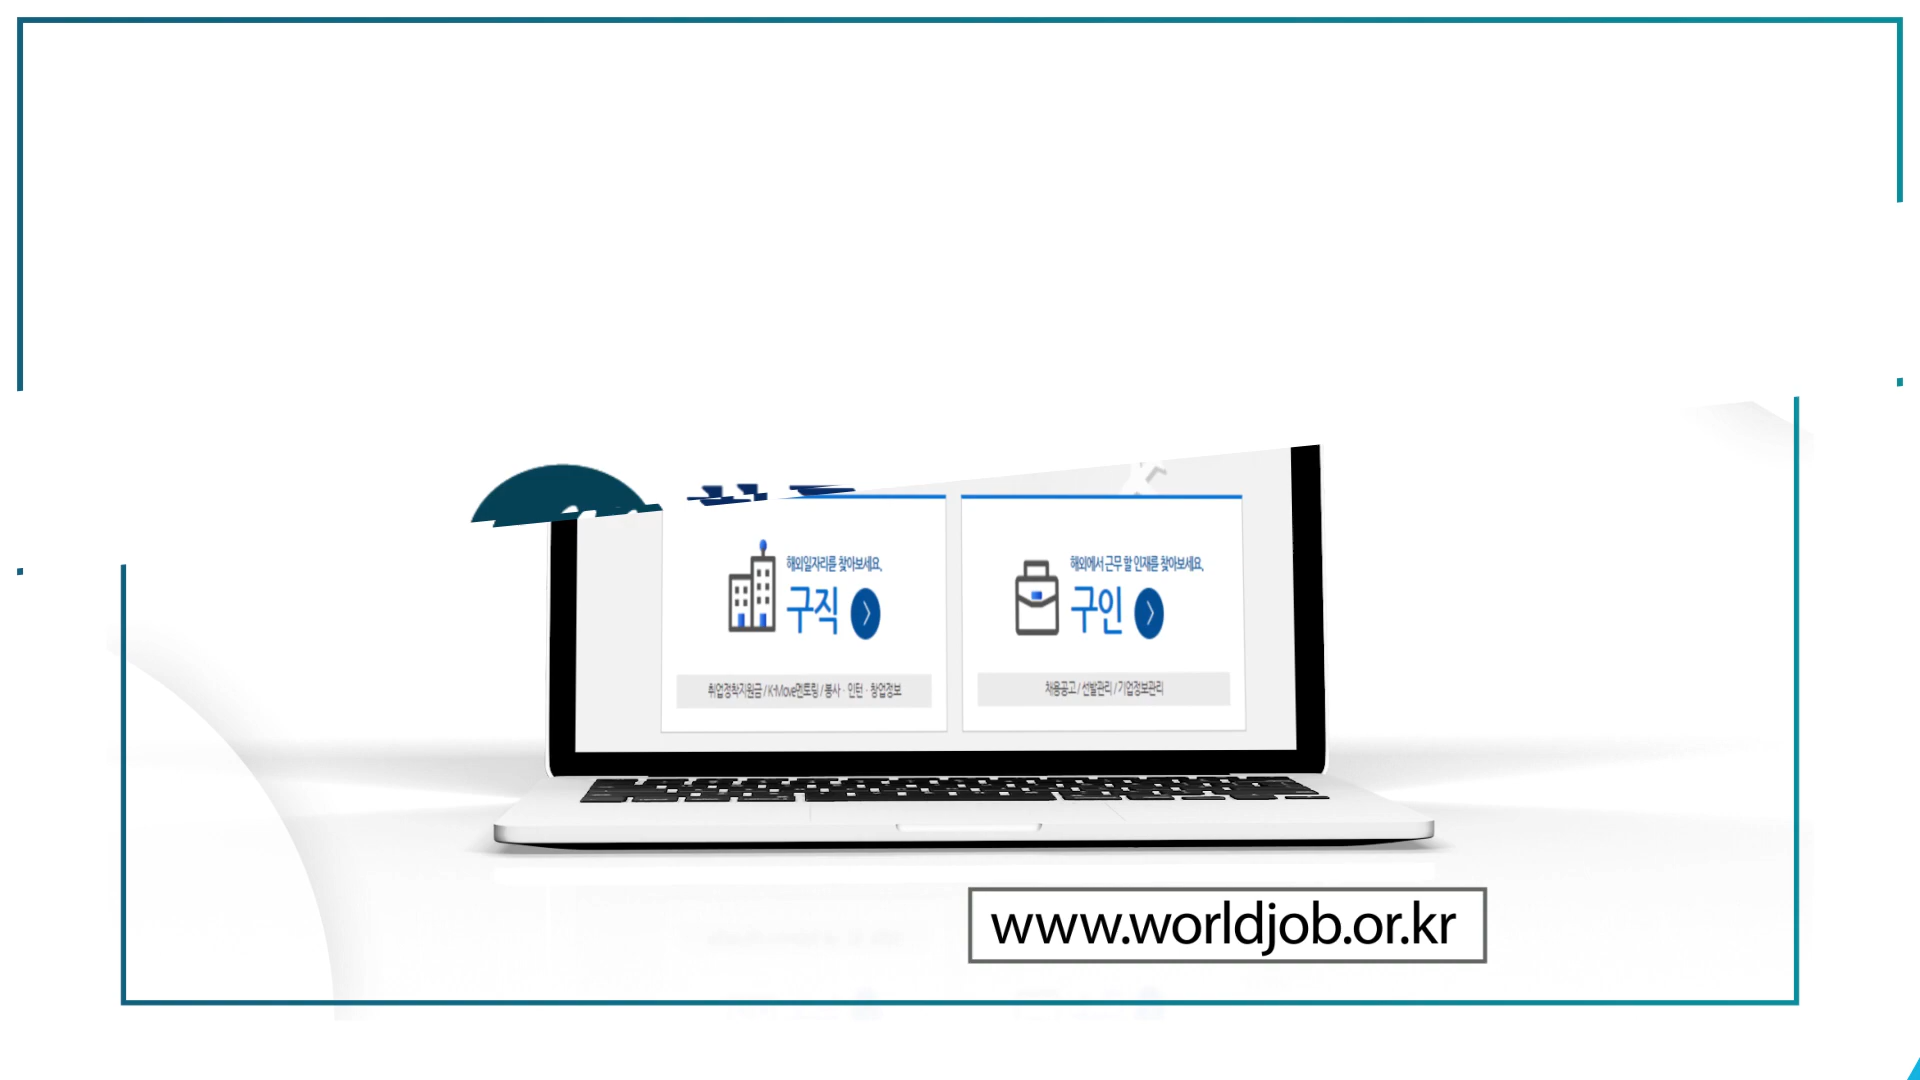 해외일자리를 찾아보세요.
구직
취업정착지원금 / K-Move멘토링 / 봉사 · 인턴 · 창업정보
해외에서 근무 할 인재를 찾아보세요.
구인
채용공고 / 선발관리 / 기업정보관리
www.worldjob.or.kr